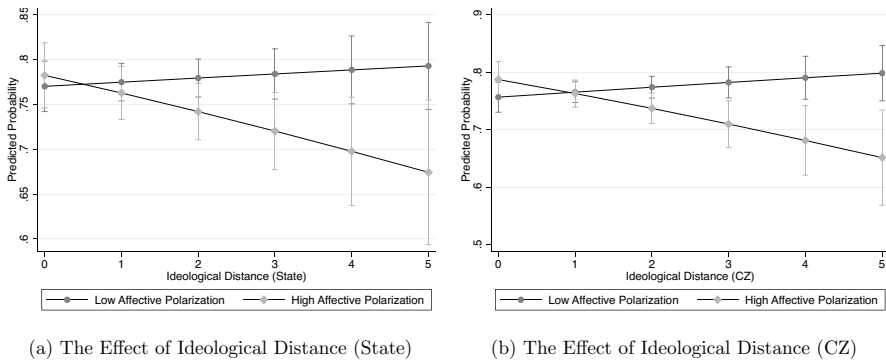 .85
.8
.75
.7
.65
.6
Predicted Probability
0 1 2 3 4 5
Ideological Distance (State)
Low Affective Polarization High Affective Polarization
(a) The Effect of Ideological Distance (State)
.9
.8
.7
.6
.5
Predicted Probability
0 1 2 3 4 5
Ideological Distance (CZ)
Low Affective Polarization High Affective Polarization
(b) The Effect of Ideological Distance (CZ)